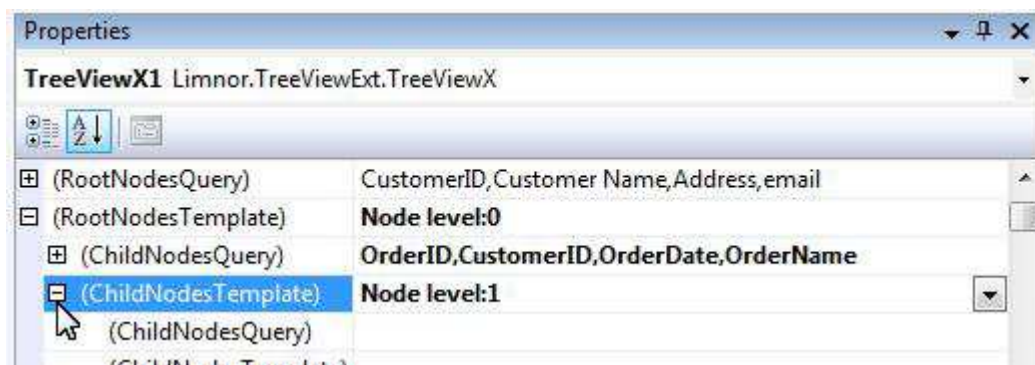 Properties
TreeViewX1 Limnor.TreeViewExt.TreeViewX
A
Z
(RootNodesQuery) CustomerID,Customer Name,Address,email
(RootNodesTemplate) Node level:0
(ChildNodesQuery) OrderID,CustomerID,OrderDate,OrderName
(ChildNodesTemplate) Node level:1
(ChildNodesQuery)